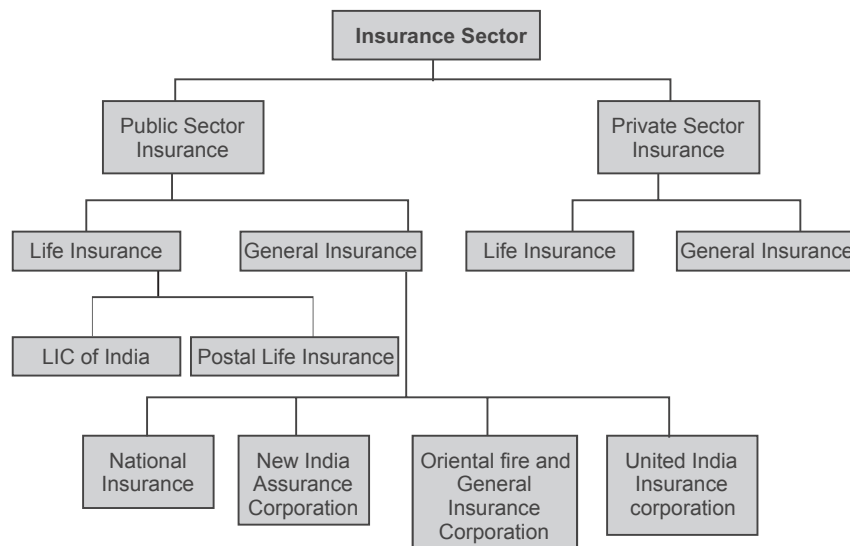 Insurance Sector
Public Sector
Insurance
Private Sector
Insurance
Life Insurance
General Insurance
Life Insurance
General Insurance
LIC of India
Postal Life Insurance
National
Insurance
New India
Assurance
Corporation
Oriental fire and
General
Insurance
Corporation
United India
Insurance
corporation